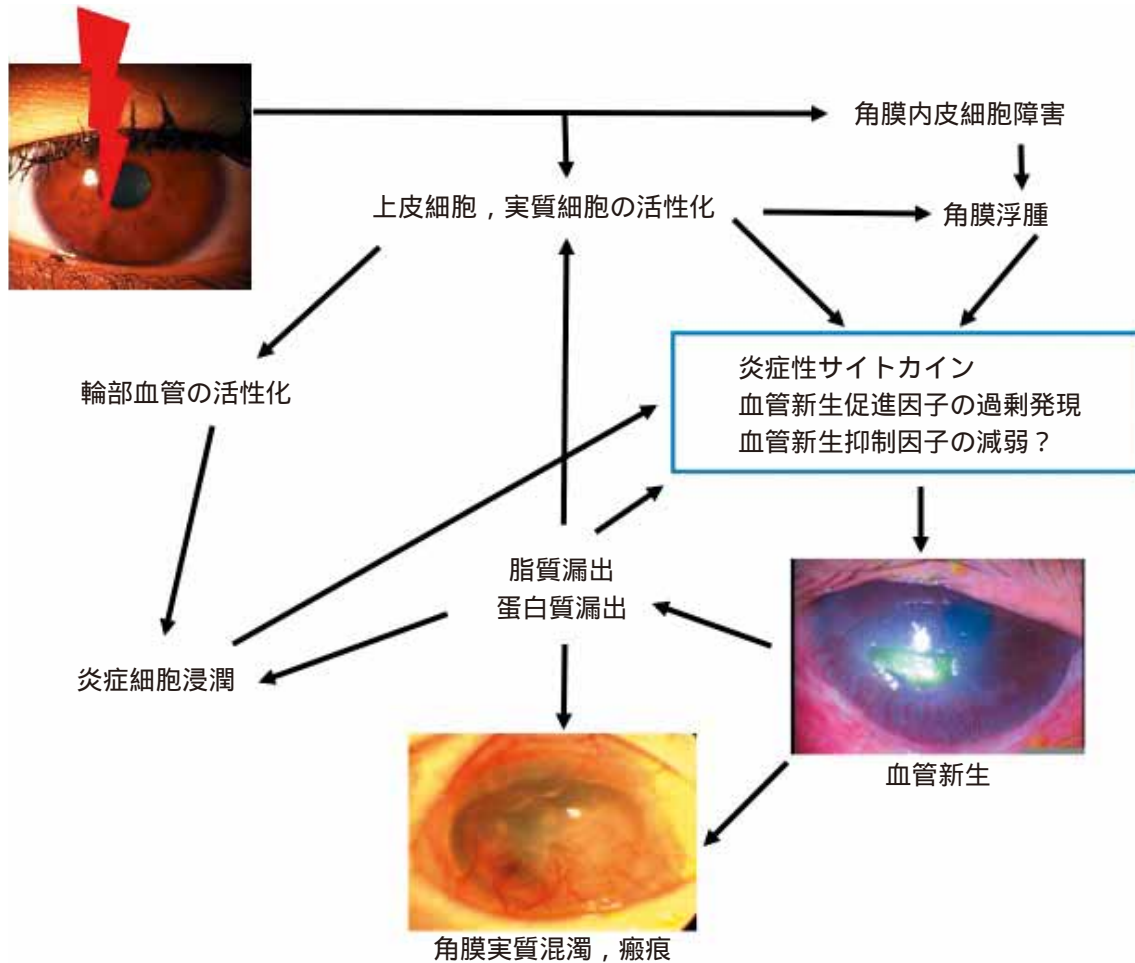 角膜内皮細胞障害
上皮細胞，実質細胞の活性化
角膜浮腫
輪部血管の活性化
炎症性サイトカイン
血管新生促進因子の過剰発現
血管新生抑制因子の減弱？
脂質漏出
蛋白質漏出
炎症細胞浸潤
血管新生
角膜実質混濁，瘢痕